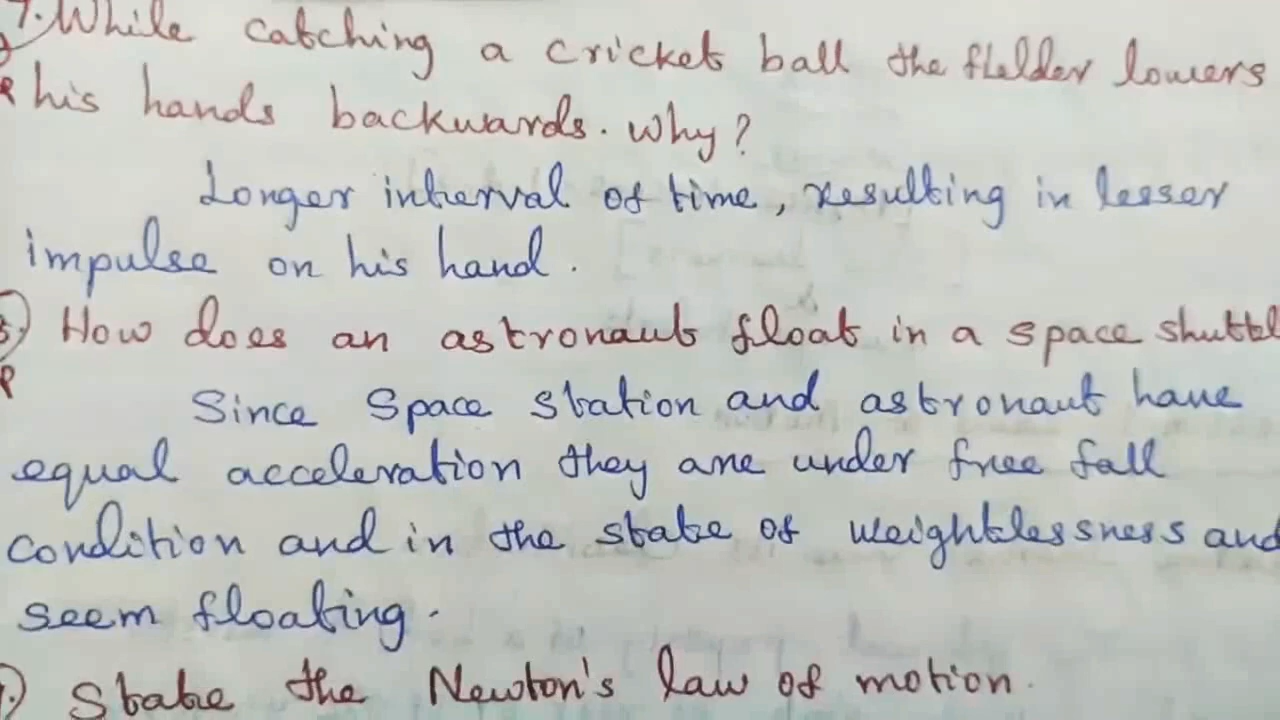 7. While catching a cricket ball the fielder lowers
his hands backwards. Why?
Longer interval of time, resulting in lesser
impulse on his hand.
8) How does an astronaut float in a space shuttl
Since Space station and astronaut have
equal acceleration they are under free fall
condition and in the state of weightlessness and
seem floating.
) State the Newton's law of motion.